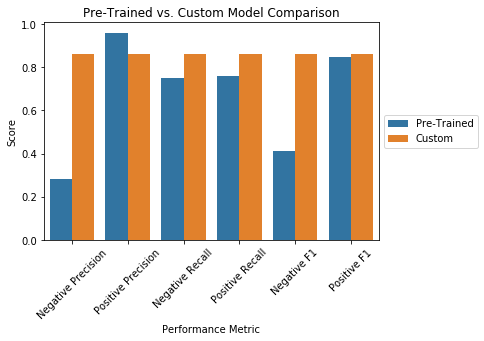 Pre-Trained vs. Custom Model Comparison
1.0
0.8
0.6
0.4
0.2
0.0
Score
Negative Precision
Positive Precision
Negative Recall
Positive Recall
Negative F1
Positive F1
Performance Metric
Pre-Trained
Custom